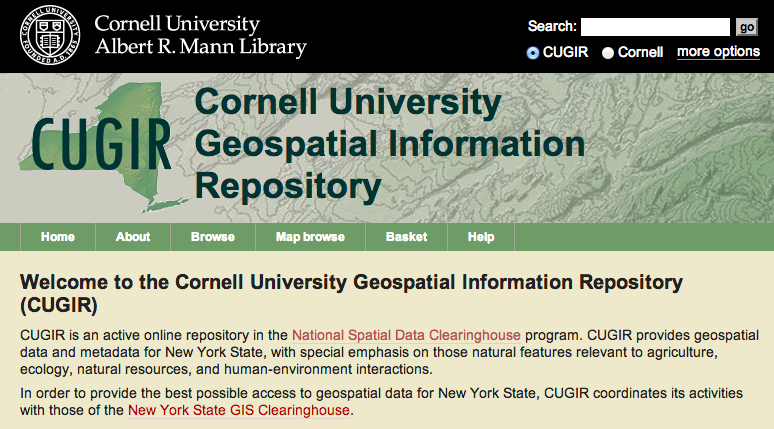 CORNELL UNIVERSITY
FOUNDED A.D. 1865
Cornell University
Albert R. Mann Library
Search:
go
CUGIR
Cornell
more options
CUGIR
Cornell University
Geospatial Information
Repository
Home
About
Browse
Map browse
Basket
Help
Welcome to the Cornell University Geospatial Information Repository
(CUGIR)
CUGIR is an active online repository in the National Spatial Data Clearinghouse program. CUGIR provides geospatial
data and metadata for New York State, with special emphasis on those natural features relevant to agriculture,
ecology, natural resources, and human-environment interactions.
In order to provide the best possible access to geospatial data for New York State, CUGIR coordinates its activities
with those of the New York State GIS Clearinghouse.